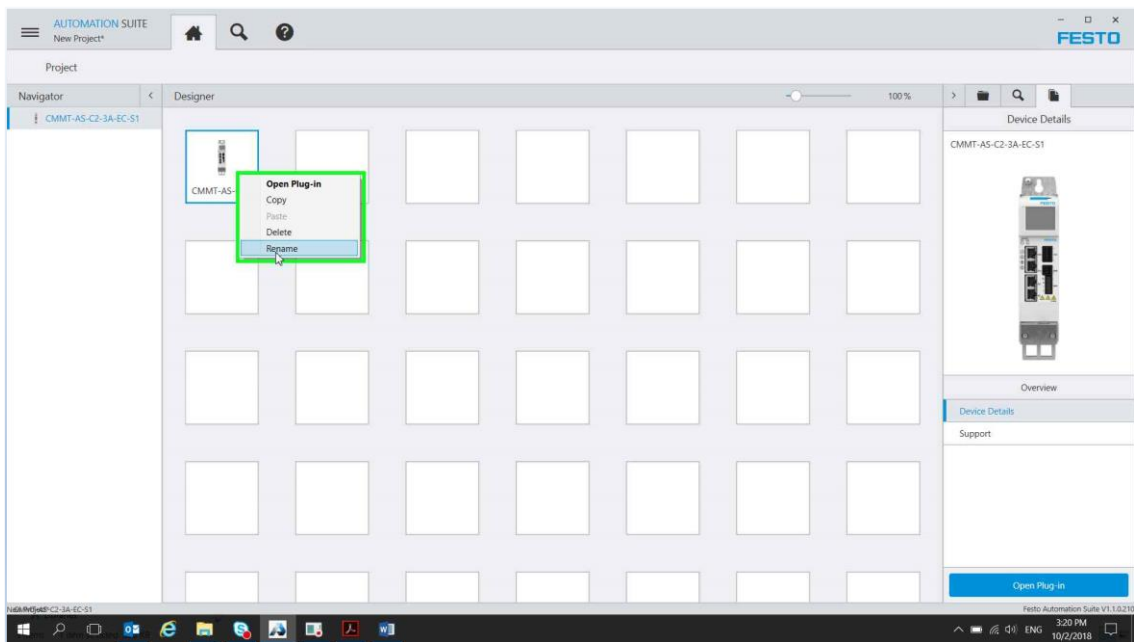 AUTOMATION SUITE
New Project*
FESTO
Project
Navigator
Designer
100 %
CMMT-AS-C2-3A-EC-S1
Device Details
CMMT-AS-C2-3A-EC-S1
CMMT-AS-
Open Plug-in
Copy
Paste
Delete
Rename
FESTO
Overview
Device Details
Support
Open Plug-in
Festo Automation Suite V1.1.0.210
ENG
3:20 PM
10/2/2018